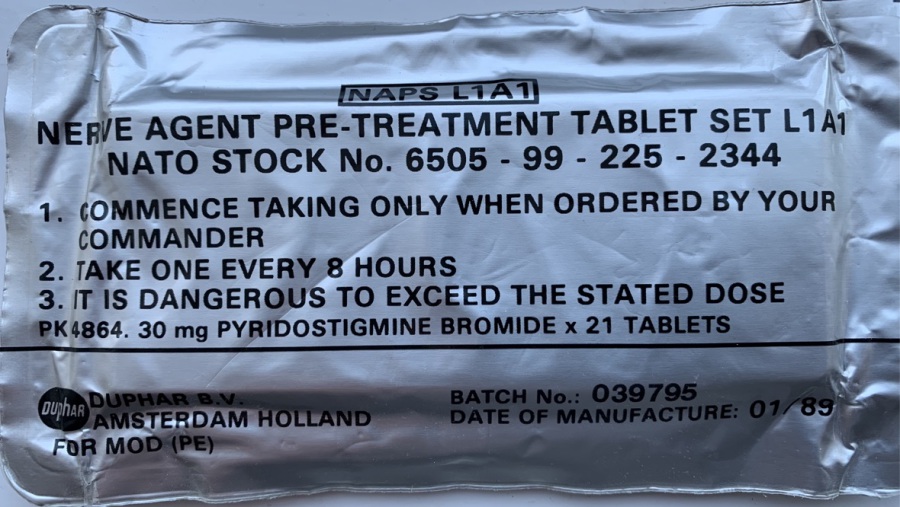 NAPS L1A1
NERVE AGENT PRE-TREATMENT TABLET SET L1A1
NATO STOCK No. 6505 - 99 - 225 - 2344
1. COMMENCE TAKING ONLY WHEN ORDERED BY YOUR
COMMANDER
2. TAKE ONE EVERY 8 HOURS
3. IT IS DANGEROUS TO EXCEED THE STATED DOSE
PK4864. 30 mg PYRIDOSTIGMINE BROMIDE x 21 TABLETS
DUPHAR
DUPHAR B.V.
AMSTERDAM HOLLAND
FOR MOD (PE)
BATCH No.: 039795
DATE OF MANUFACTURE: 01/89